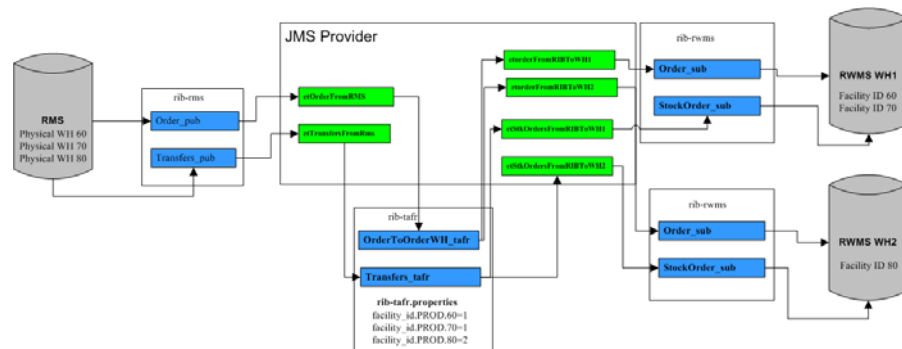 RMS
Physical WH 60
Physical WH 70
Physical WH 80
rib-rms
Order_pub
Transfers_pub
JMS Provider
etOrderFromRMS
etTransfersFromRms
etorderFromRIBToWH1
etorderFromRIBToWH2
etStkOrdersFromRIBToWH1
etStkOrdersFromRIBToWH2
rib-tafr
OrderToOrderWH_tafr
Transfers_tafr
rib-tafr.properties
facility_id.PROD.60=1
facility_id.PROD.70=1
facility_id.PROD.80=2
rib-rwms
Order_sub
StockOrder_sub
RWMS WH1
Facility ID 60
Facility ID 70
rib-rwms
Order_sub
StockOrder_sub
RWMS WH2
Facility ID 80